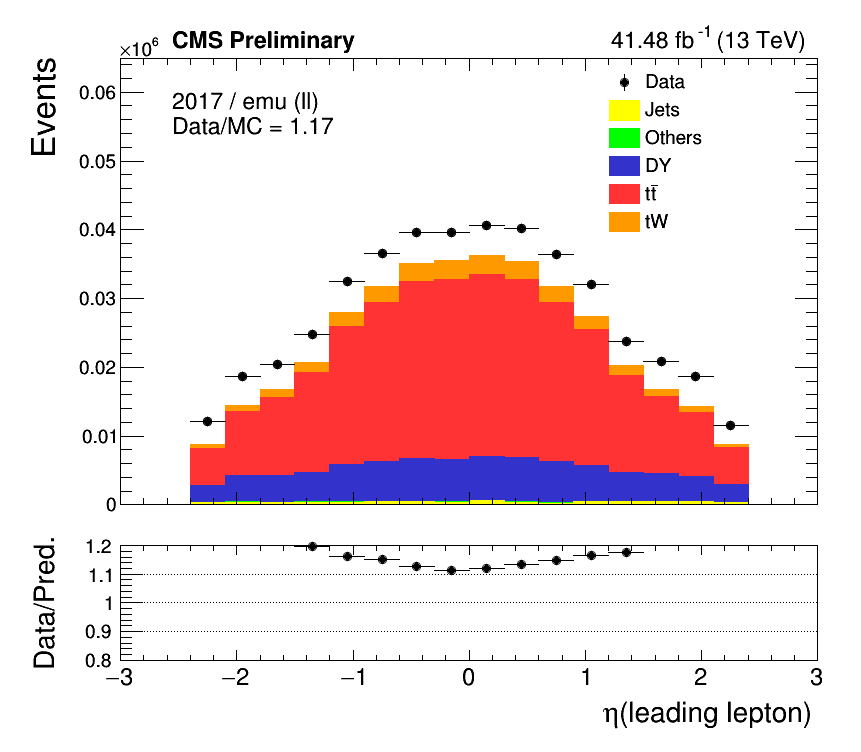 ×10⁶ CMS Preliminary 41.48 fb⁻¹ (13 TeV)
Events
2017 / emu (ll)
Data/MC = 1.17
Data
Jets
Others
DY
tt̄
tW
0.06
0.05
0.04
0.03
0.02
0.01
0
Data/Pred.
1.2
1.1
1
0.9
0.8
−3 −2 −1 0 1 2 3
η(leading lepton)